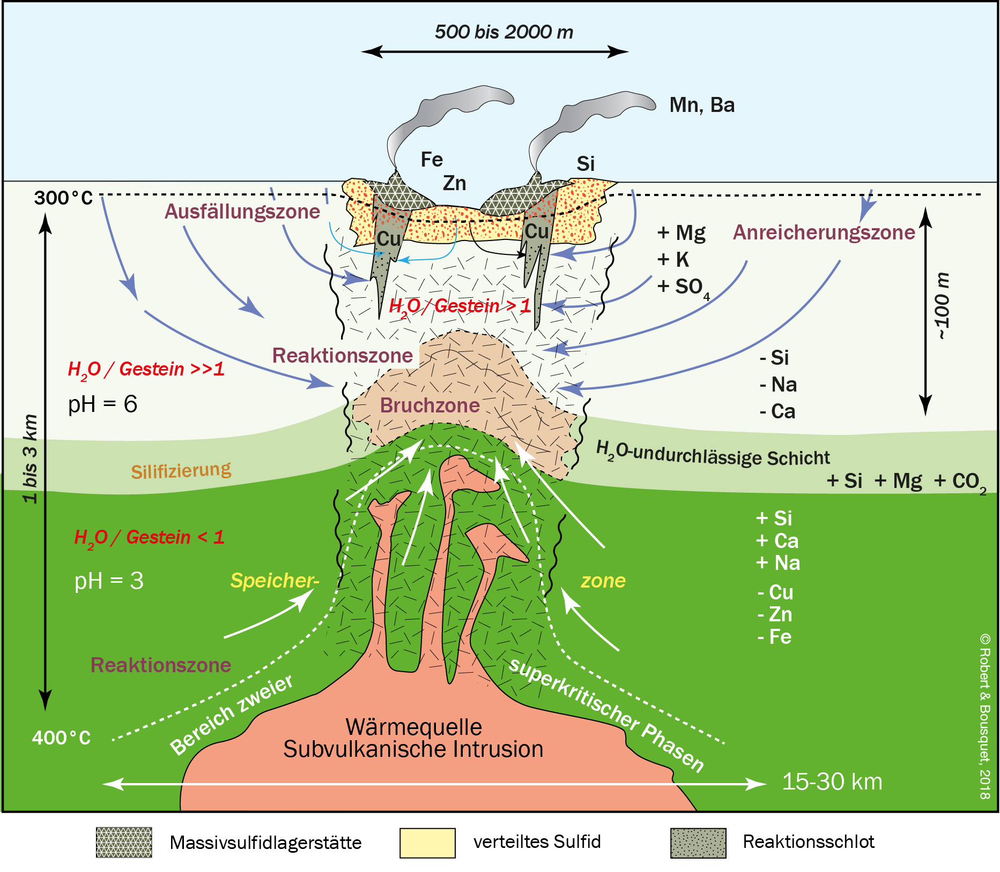 500 bis 2000 m
Mn, Ba
Fe
Zn
Si
300°C
Ausfällungszone
Cu
Cu
+ Mg
+ K
+ SO₄
Anreicherungszone
~100 m
H₂O / Gestein > 1
Reaktionszone
H₂O / Gestein >>1
pH = 6
- Si
- Na
- Ca
1 bis 3 km
Bruchzone
H₂O-undurchlässige Schicht
Silifizierung
+ Si + Mg + CO₂
H₂O / Gestein < 1
pH = 3
+ Si
+ Ca
+ Na
- Cu
- Zn
- Fe
Speicher-
zone
Reaktionszone
Bereich zweier
superkritischer Phasen
400°C
Wärmequelle
Subvulkanische Intrusion
15-30 km
© Robert & Bousquet, 2018
Massivsulfidlagerstätte
verteiltes Sulfid
Reaktionsschlot